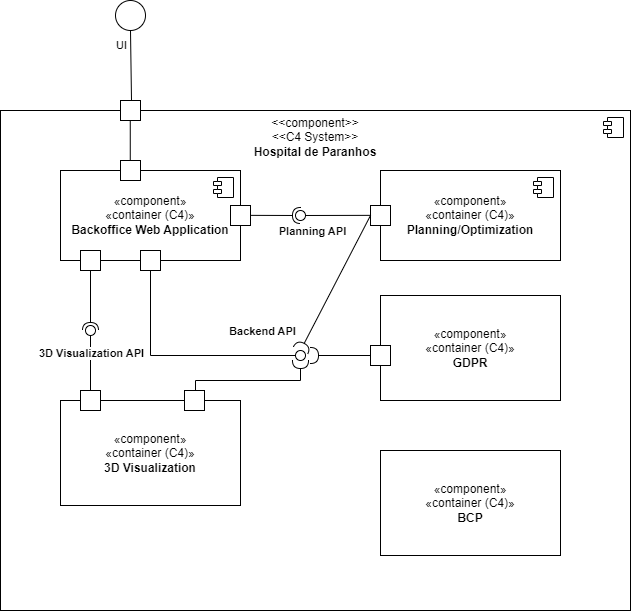 UI
<<component>>
<<C4 System>>
Hospital de Paranhos
«component»
«container (C4)»
Backoffice Web Application
«component»
«container (C4)»
Planning/Optimization
Planning API
Backend API
3D Visualization API
«component»
«container (C4)»
GDPR
«component»
«container (C4)»
3D Visualization
«component»
«container (C4)»
BCP